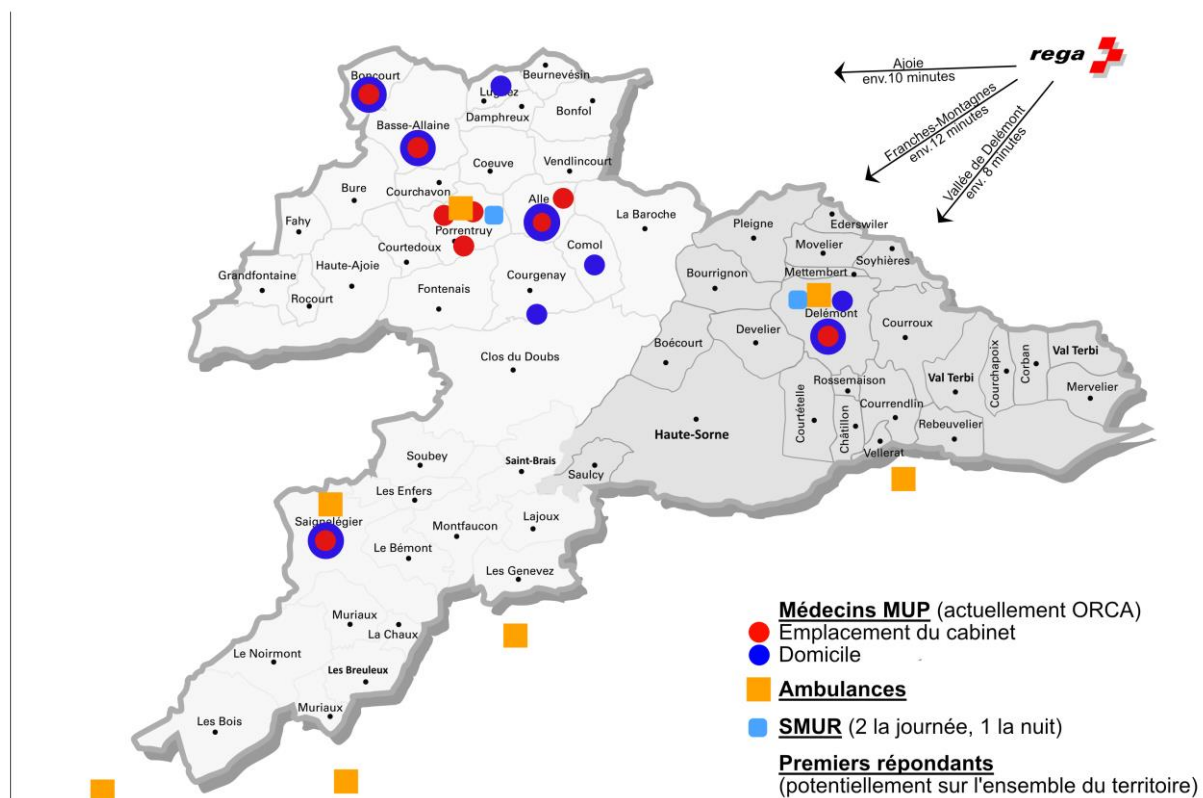 rega
Ajoie
env.10 minutes
Franches-Montagnes
env.12 minutes
Vallée de Delémont
env. 8 minutes
Boncourt
Beurnevésin
Lugnez
Damphreux
Bonfol
Basse-Allaine
Coeuve
Vendlincourt
Courchavon
Bure
Alle
La Baroche
Fahy
Porrentruy
Courtedoux
Comol
Haute-Ajoie
Grandfontaine
Courgenay
Rocourt
Fontenais
Clos du Doubs
Pleigne
Ederswiler
Movelier
Soyhières
Mettembert
Bourrignon
Delémont
Develier
Courroux
Boécourt
Val Terbi
Courchapoix
Corban
Val Terbi
Mervelier
Rossemaison
Courtételle
Châtillon
Courrendlin
Rebeuvelier
Haute-Sorne
Vellerat
Saulcy
Soubey
Saint-Brais
Les Enfers
Saignelégier
Montfaucon
Lajoux
Le Bémont
Les Genevez
Muriaux
La Chaux
Le Noirmont
Les Breuleux
Muriaux
Les Bois
Médecins MUP (actuellement ORCA)
Emplacement du cabinet
Domicile
Ambulances
SMUR (2 la journée, 1 la nuit)
Premiers répondants
(potentiellement sur l'ensemble du territoire)